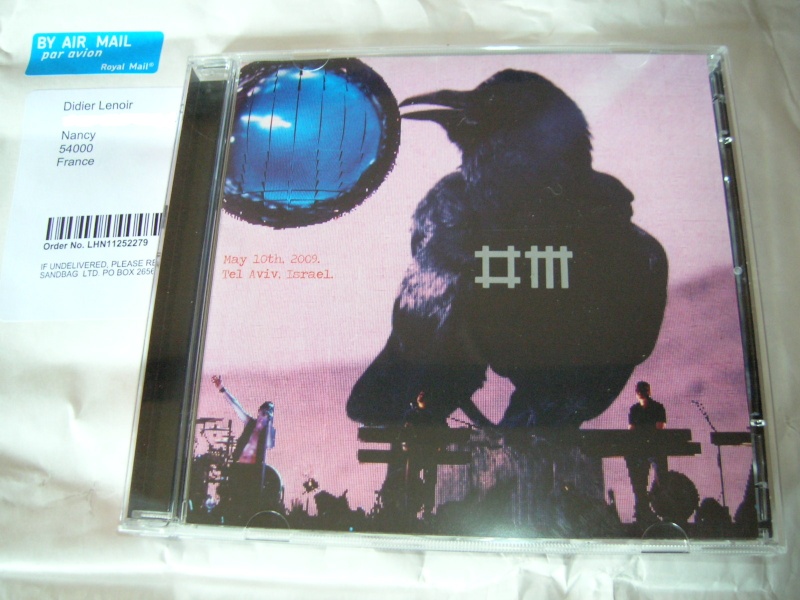 BY AIR MAIL
par avion
Royal Mail®
Didier Lenoir
Nancy
54000
France
Order No. LHN11252279
IF UNDELIVERED, PLEASE RE
SANDBAG LTD. PO BOX 2656
May 10th. 2009.
Tel Aviv. Israel.